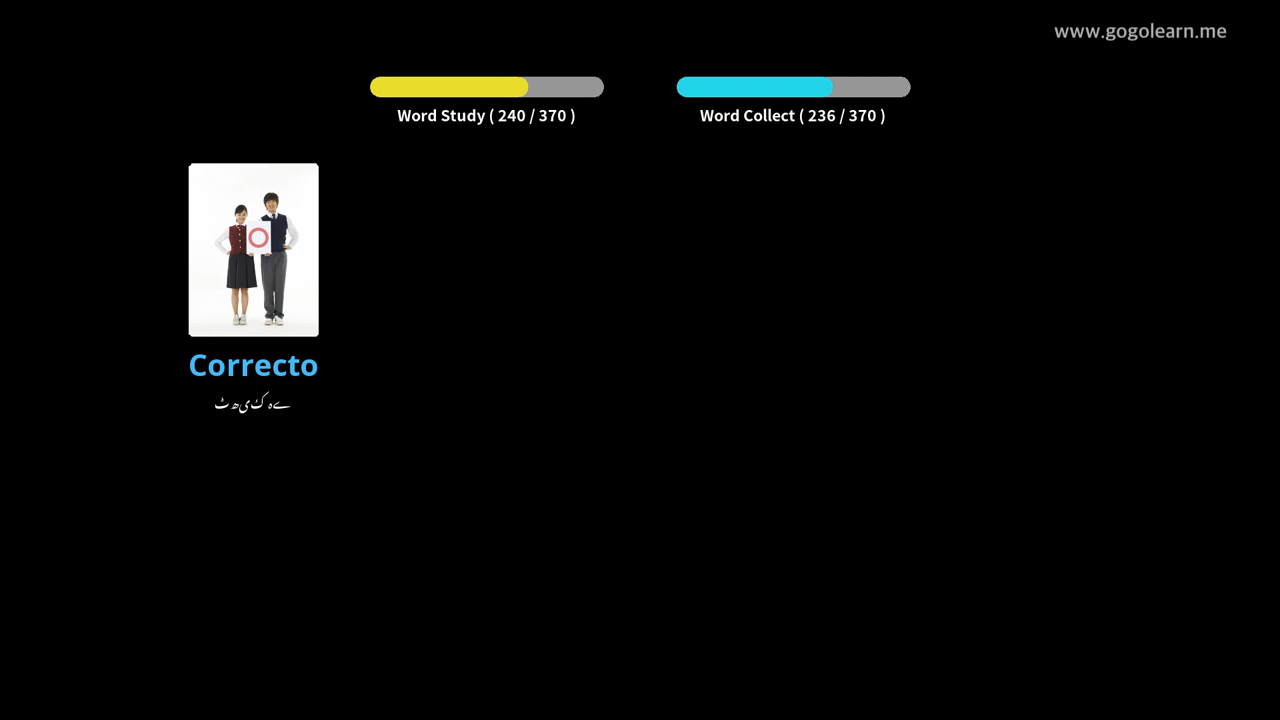 www.gogolearn.me
Word Study ( 240 / 370 )
Word Collect ( 236 / 370 )
Correcto
ٹھیک ہے